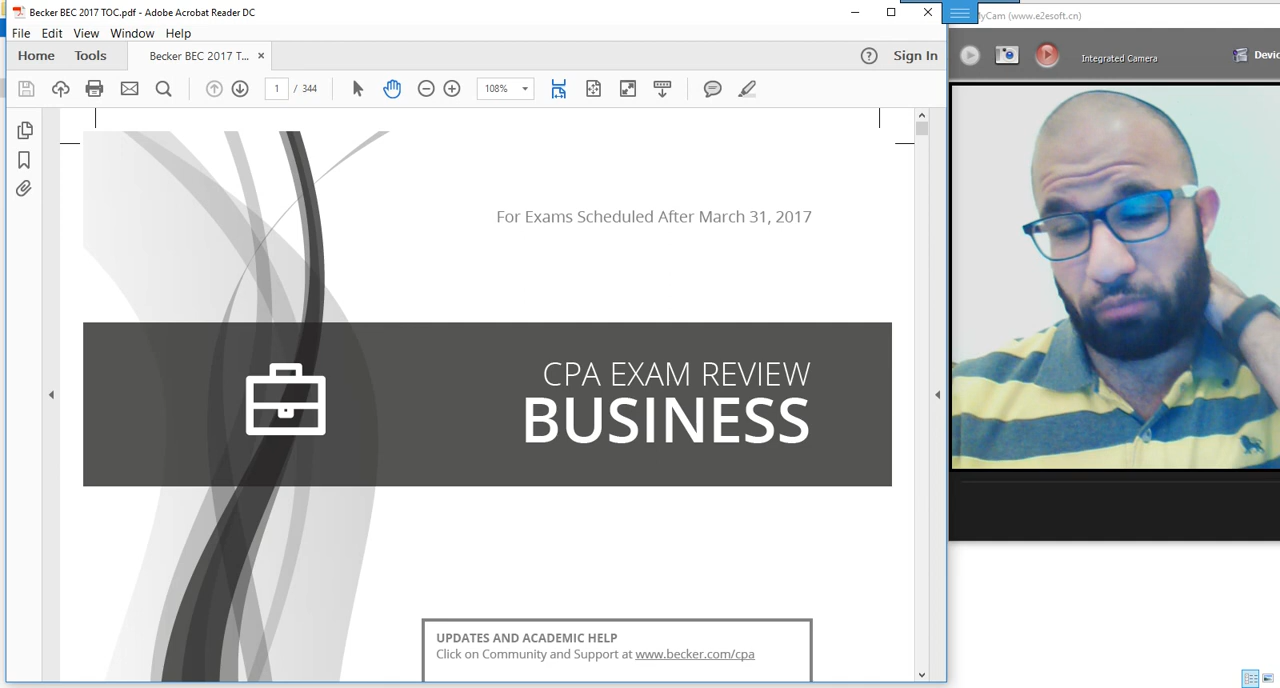 Becker BEC 2017 TOC.pdf - Adobe Acrobat Reader DC
File Edit View Window Help
Home Tools Becker BEC 2017 T... × Sign In
1 / 344 108%
For Exams Scheduled After March 31, 2017
CPA EXAM REVIEW
BUSINESS
UPDATES AND ACADEMIC HELP
Click on Community and Support at www.becker.com/cpa
(www.e2esoft.cn)
Integrated Camera